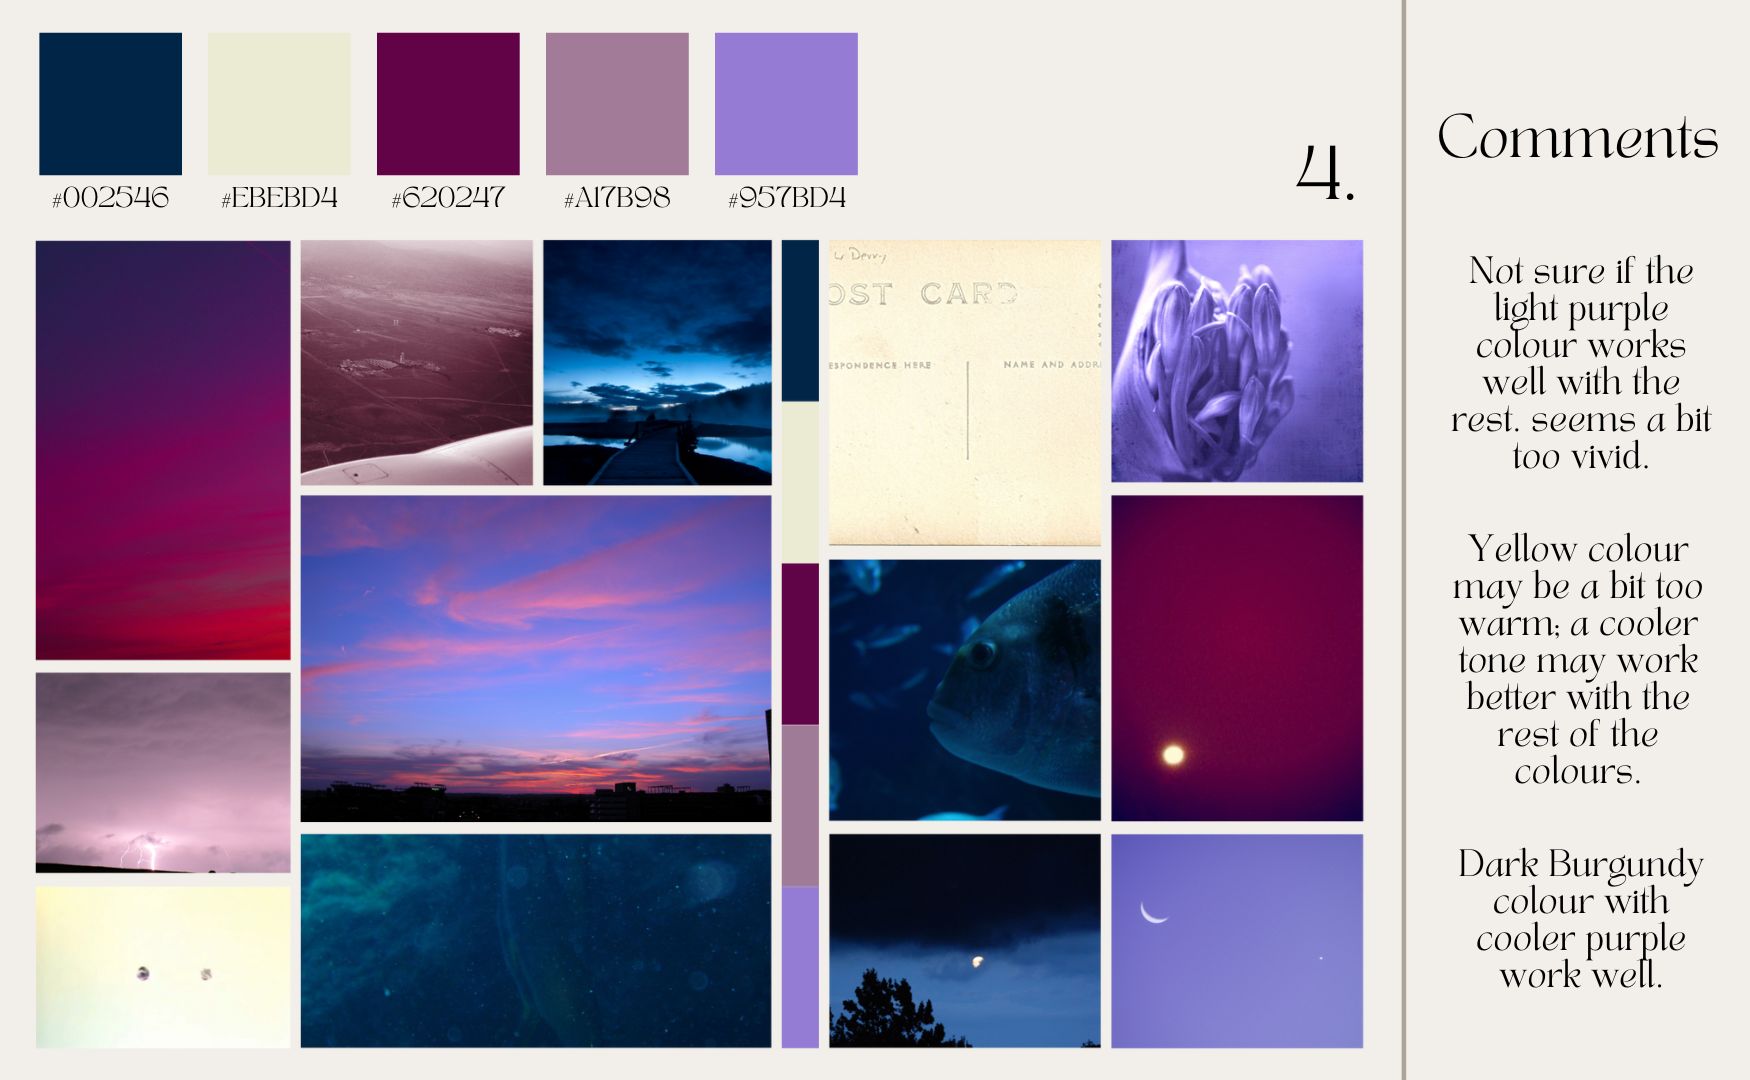 #002546
#EBEBD4
#620247
#A17B98
#957BD4
4.
OST CARD
ESPONDENCE HERE
NAME AND ADDR
Comments
Not sure if the
light purple
colour works
well with the
rest. seems a bit
too vivid.
Yellow colour
may be a bit too
warm; a cooler
tone may work
better with the
rest of the
colours.
Dark Burgundy
colour with
cooler purple
work well.